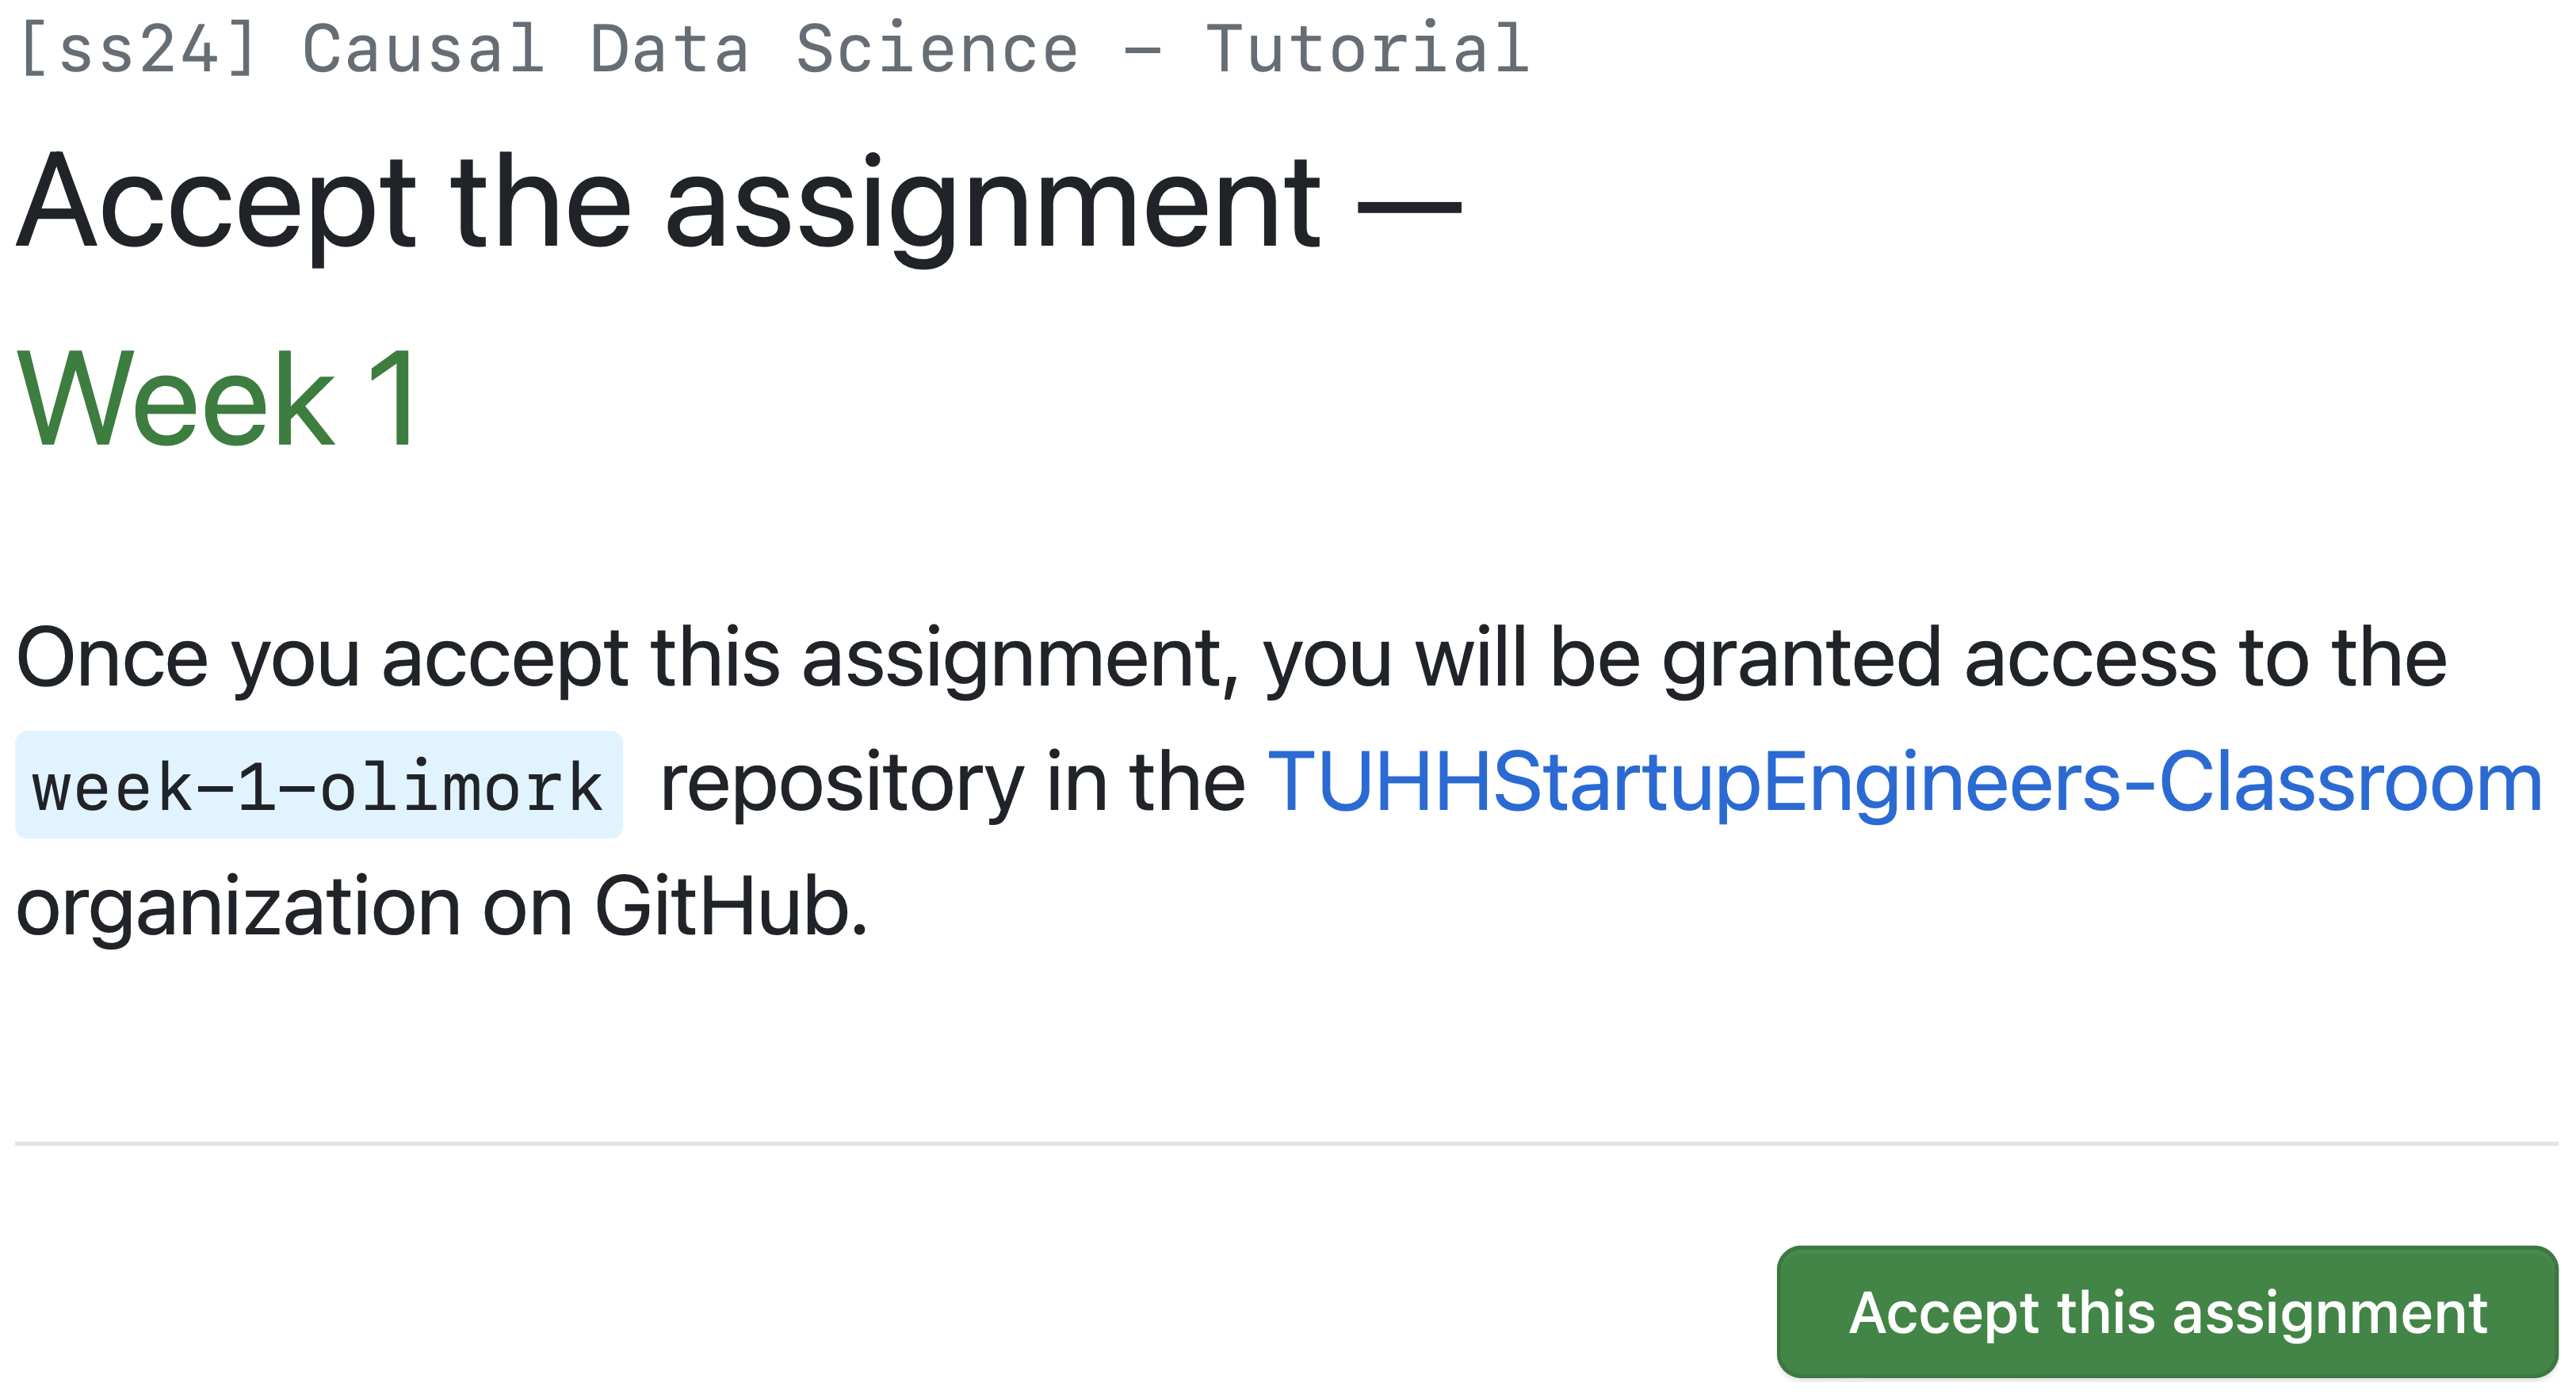 [ss24] Causal Data Science – Tutorial
Accept the assignment —
Week 1
Once you accept this assignment, you will be granted access to the
week-1-olimork repository in the TUHHStartupEngineers-Classroom
organization on GitHub.
Accept this assignment